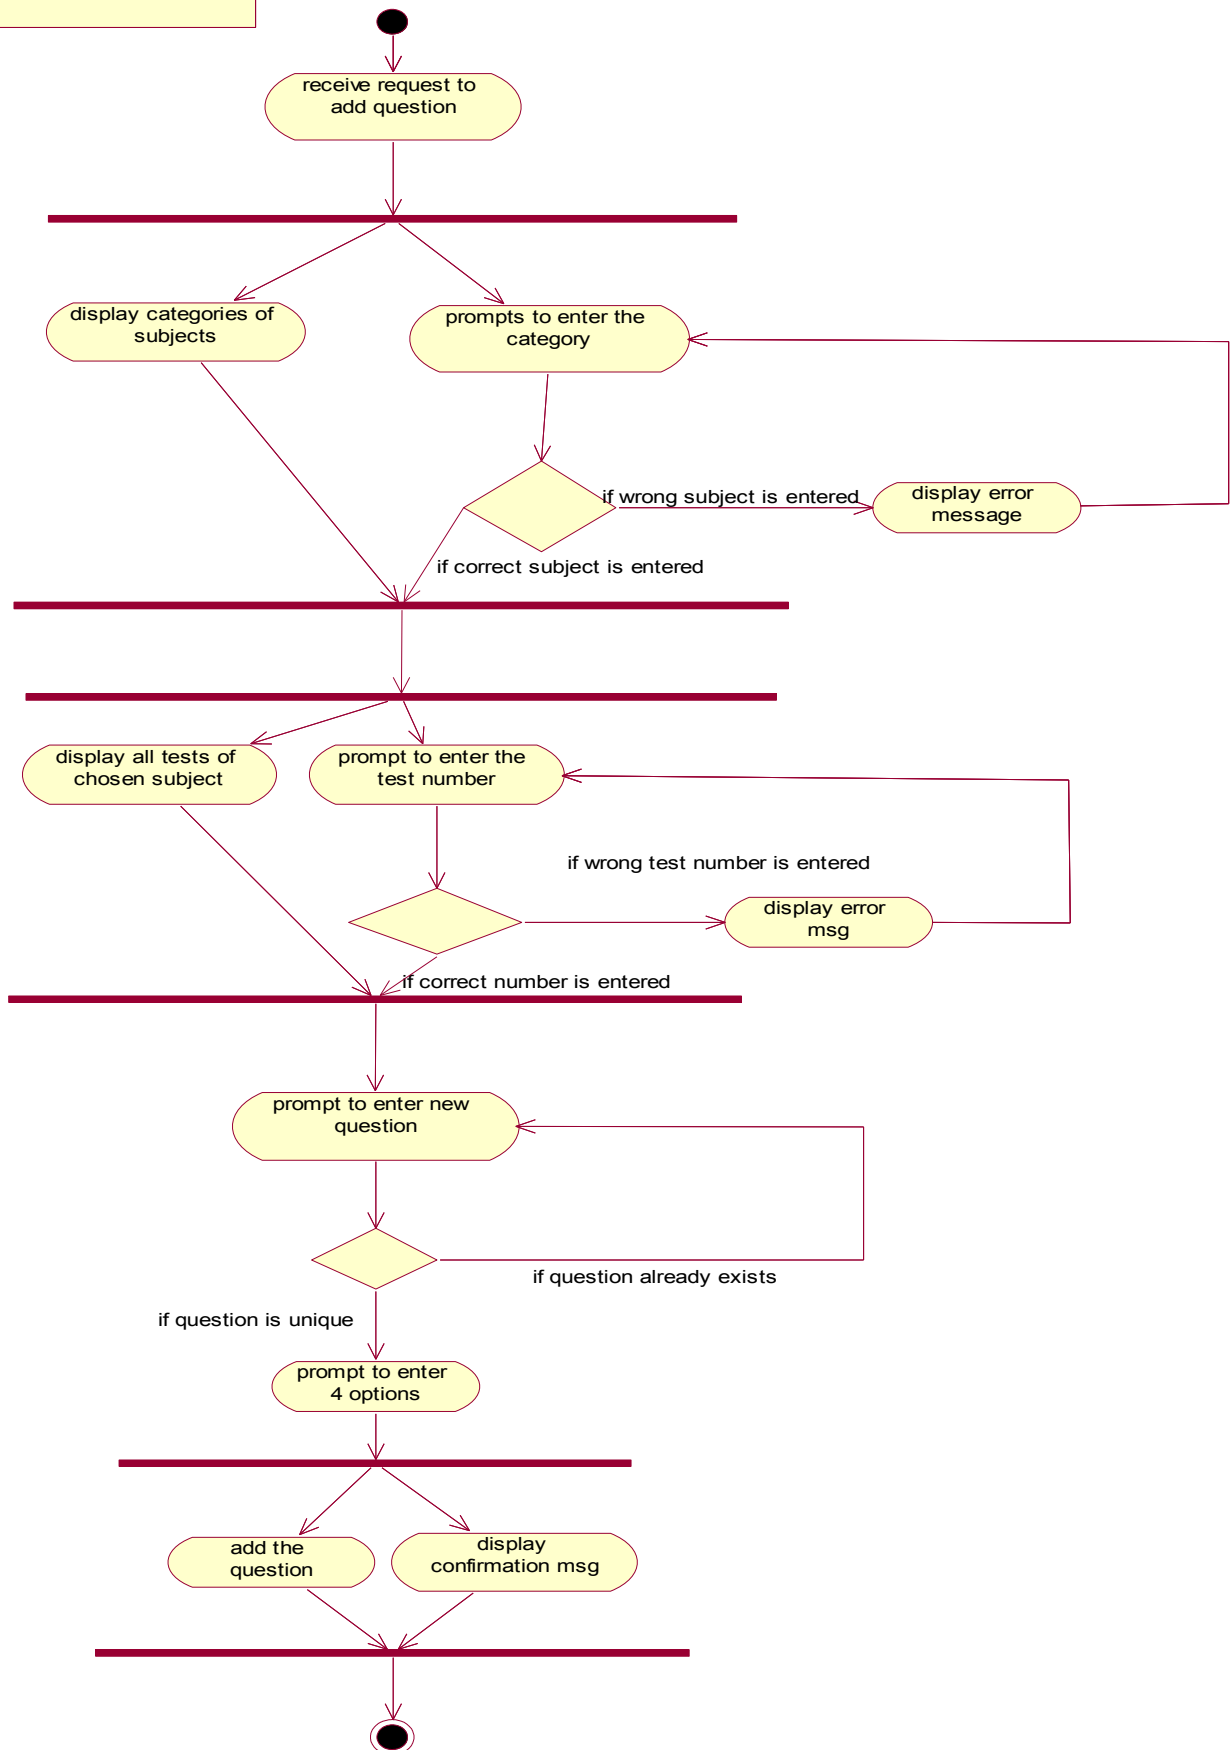 receive request to
add question
display categories of
subjects
prompts to enter the
category
if wrong subject is entered
display error
message
if correct subject is entered
display all tests of
chosen subject
prompt to enter the
test number
if wrong test number is entered
display error
msg
if correct number is entered
prompt to enter new
question
if question already exists
if question is unique
prompt to enter
4 options
add the
question
display
confirmation msg